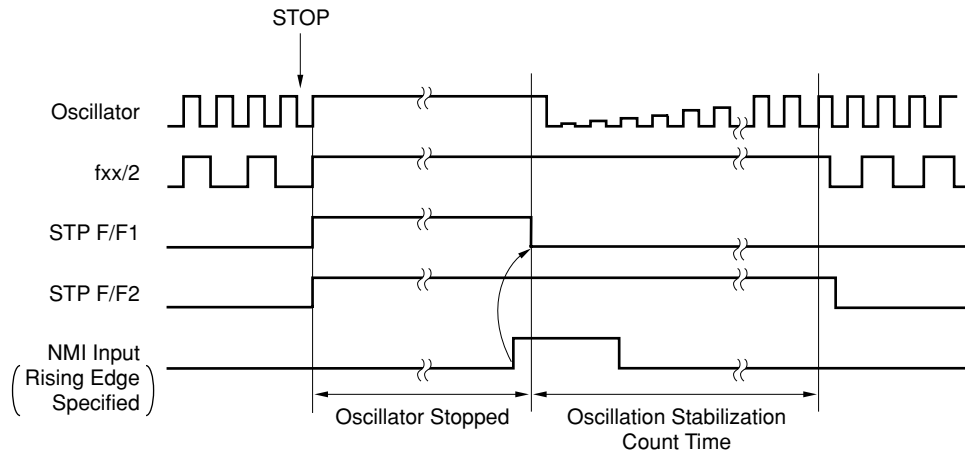 STOP
Oscillator
fxx/2
STP F/F1
STP F/F2
NMI Input
Rising Edge
Specified
Oscillator Stopped
Oscillation Stabilization
Count Time